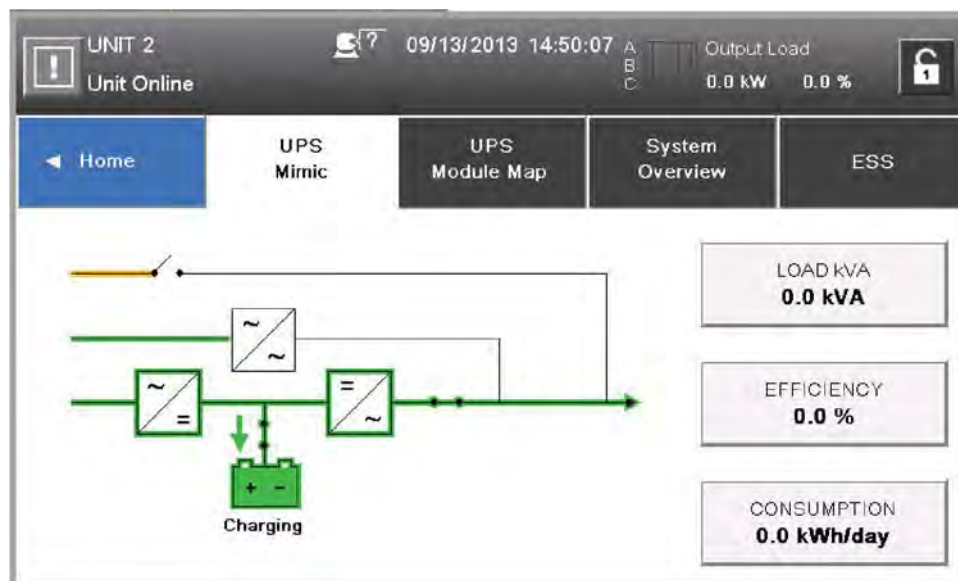 UNIT 2
Unit Online
?
09/13/2013 14:50:07
A
B
C
Output Load
0.0 kW 0.0 %
1
!
◄ Home
UPS
Mimic
UPS
Module Map
System
Overview
ESS
LOAD kVA
0.0 kVA
EFFICIENCY
0.0 %
CONSUMPTION
0.0 kWh/day
~
~
~
=
=
~
+ −
Charging